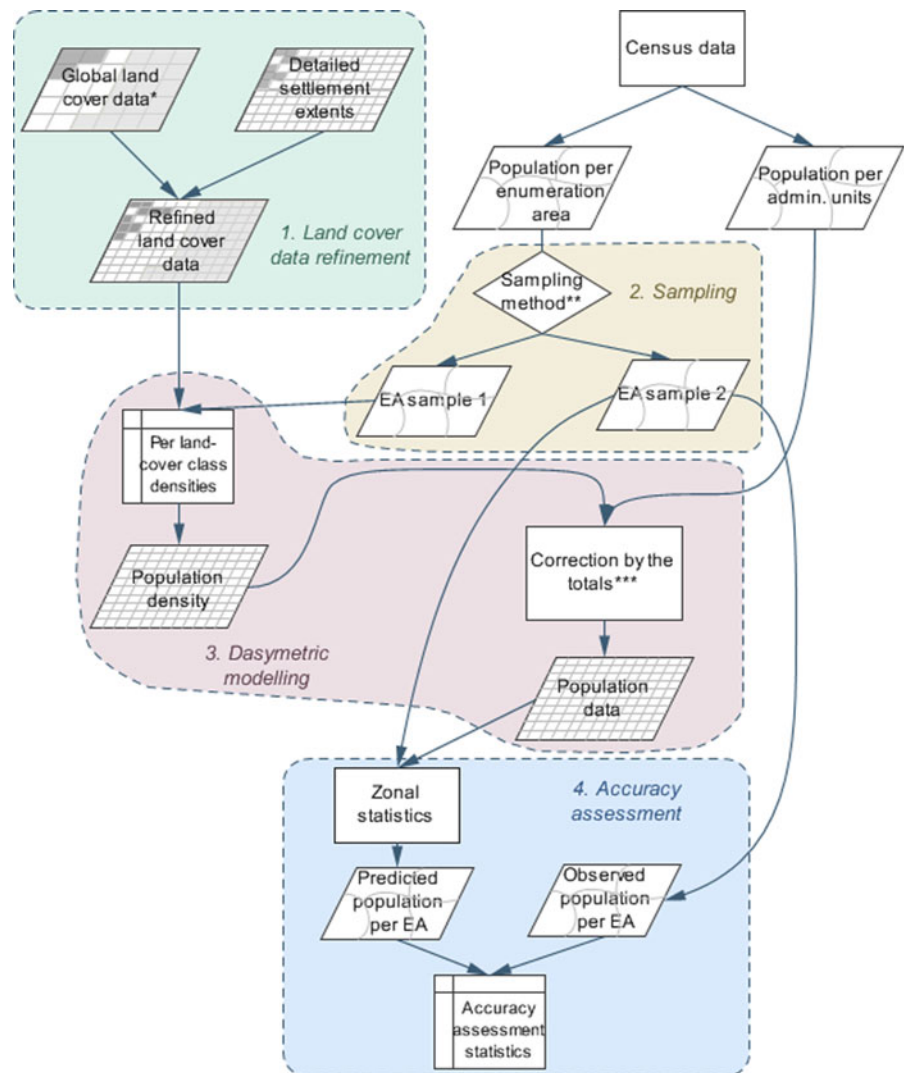 Global land
cover data*
Detailed
settlement
extents
Refined
land cover
data
1. Land cover
data refinement
Census data
Population per
enumeration
area
Population per
admin. units
Sampling
method**
2. Sampling
EA sample 1
EA sample 2
Per land-
cover class
densities
Population
density
Correction by the
totals***
3. Dasymetric
modelling
Population
data
Zonal
statistics
4. Accuracy
assessment
Predicted
population
per EA
Observed
population
per EA
Accuracy
assessment
statistics